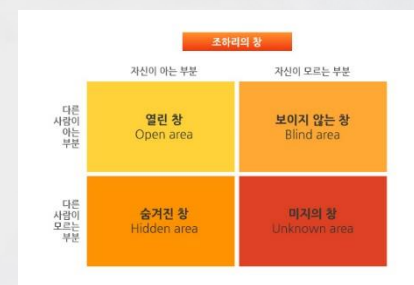 조하리의 창
자신이 아는 부분
자신이 모르는 부분
다른
사람이
아는
부분
열린 창
Open area
보이지 않는 창
Blind area
다른
사람이
모르는
부분
숨겨진 창
Hidden area
미지의 창
Unknown area